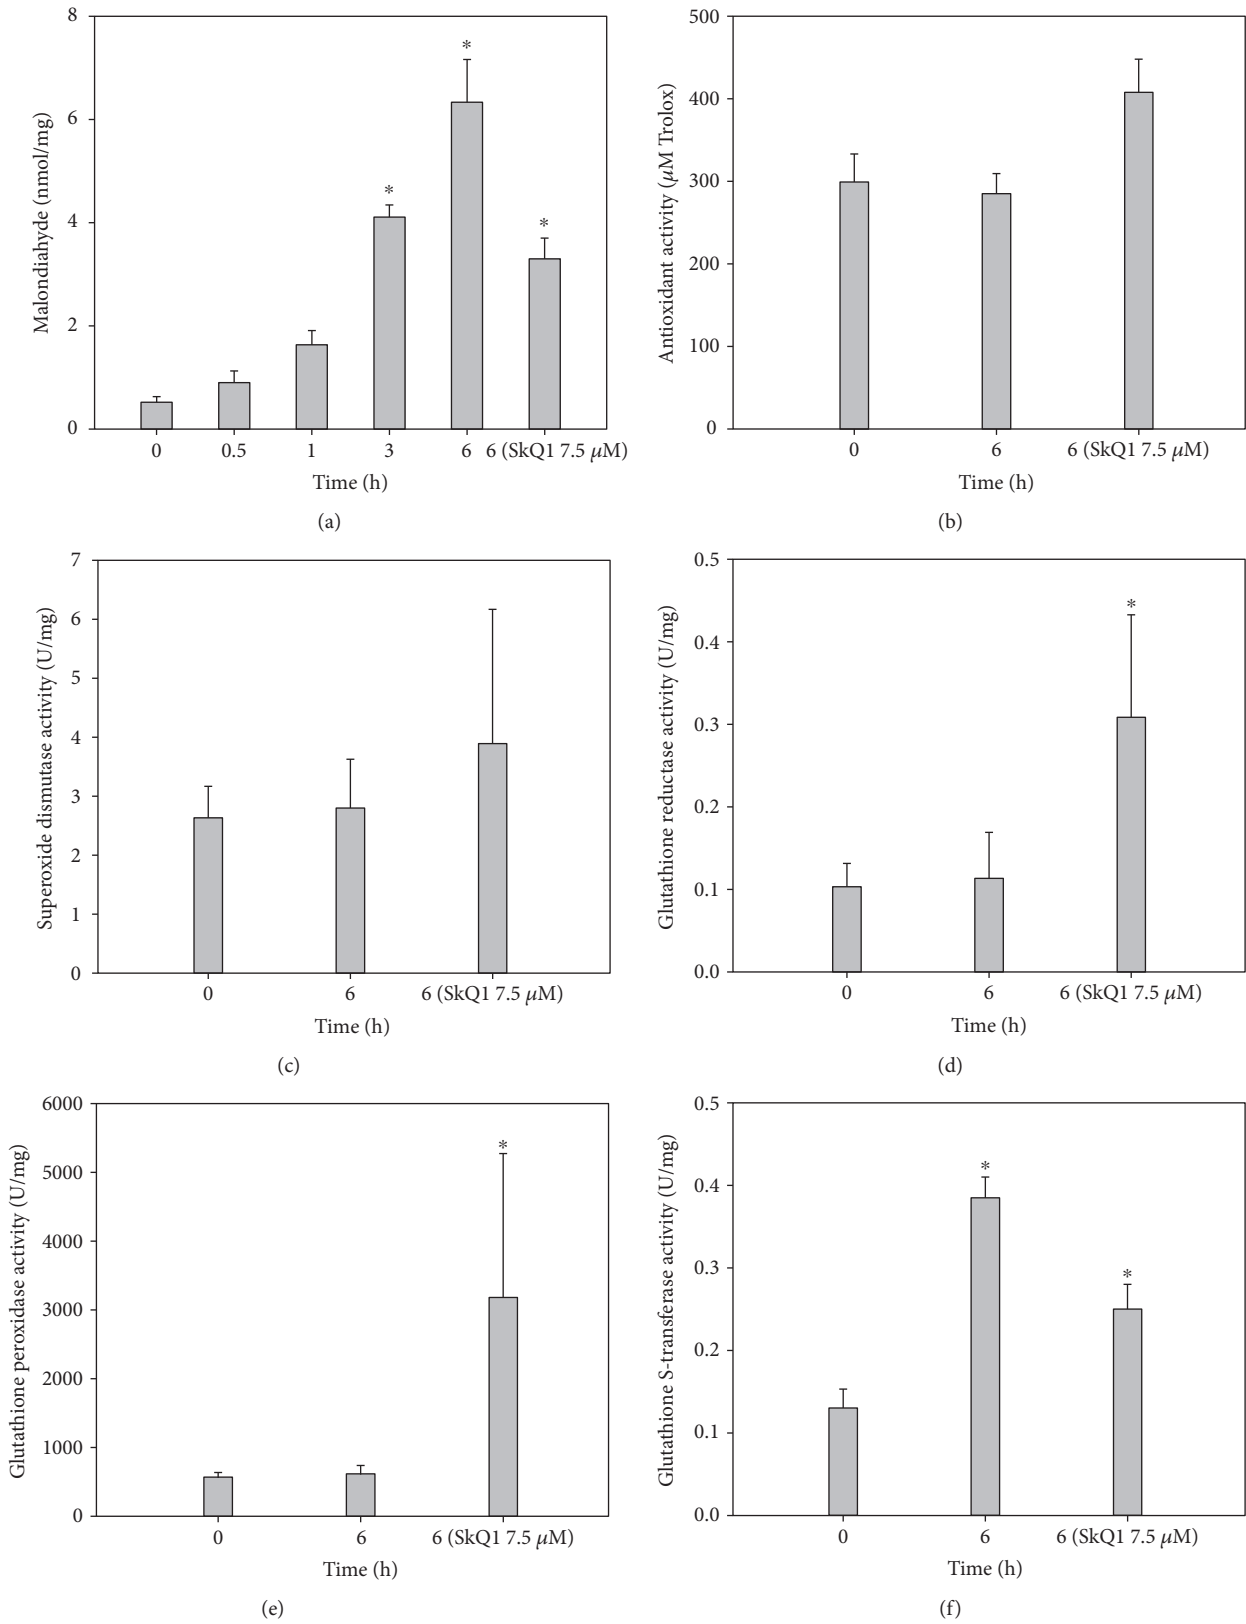 Malondiahyde (nmol/mg)
8
6
4
2
0
*
*
*
0 0.5 1 3 6 6 (SkQ1 7.5 μM)
Time (h)
(a)
Antioxidant activity (μM Trolox)
500
400
300
200
100
0
0 6 6 (SkQ1 7.5 μM)
Time (h)
(b)
Superoxide dismutase activity (U/mg)
7
6
5
4
3
2
1
0
0 6 6 (SkQ1 7.5 μM)
Time (h)
(c)
Glutathione reductase activity (U/mg)
0.5
0.4
0.3
0.2
0.1
0.0
*
0 6 6 (SkQ1 7.5 μM)
Time (h)
(d)
Glutathione peroxidase activity (U/mg)
6000
5000
4000
3000
2000
1000
0
*
0 6 6 (SkQ1 7.5 μM)
Time (h)
(e)
Glutathione S-transferase activity (U/mg)
0.5
0.4
0.3
0.2
0.1
0.0
*
*
0 6 6 (SkQ1 7.5 μM)
Time (h)
(f)